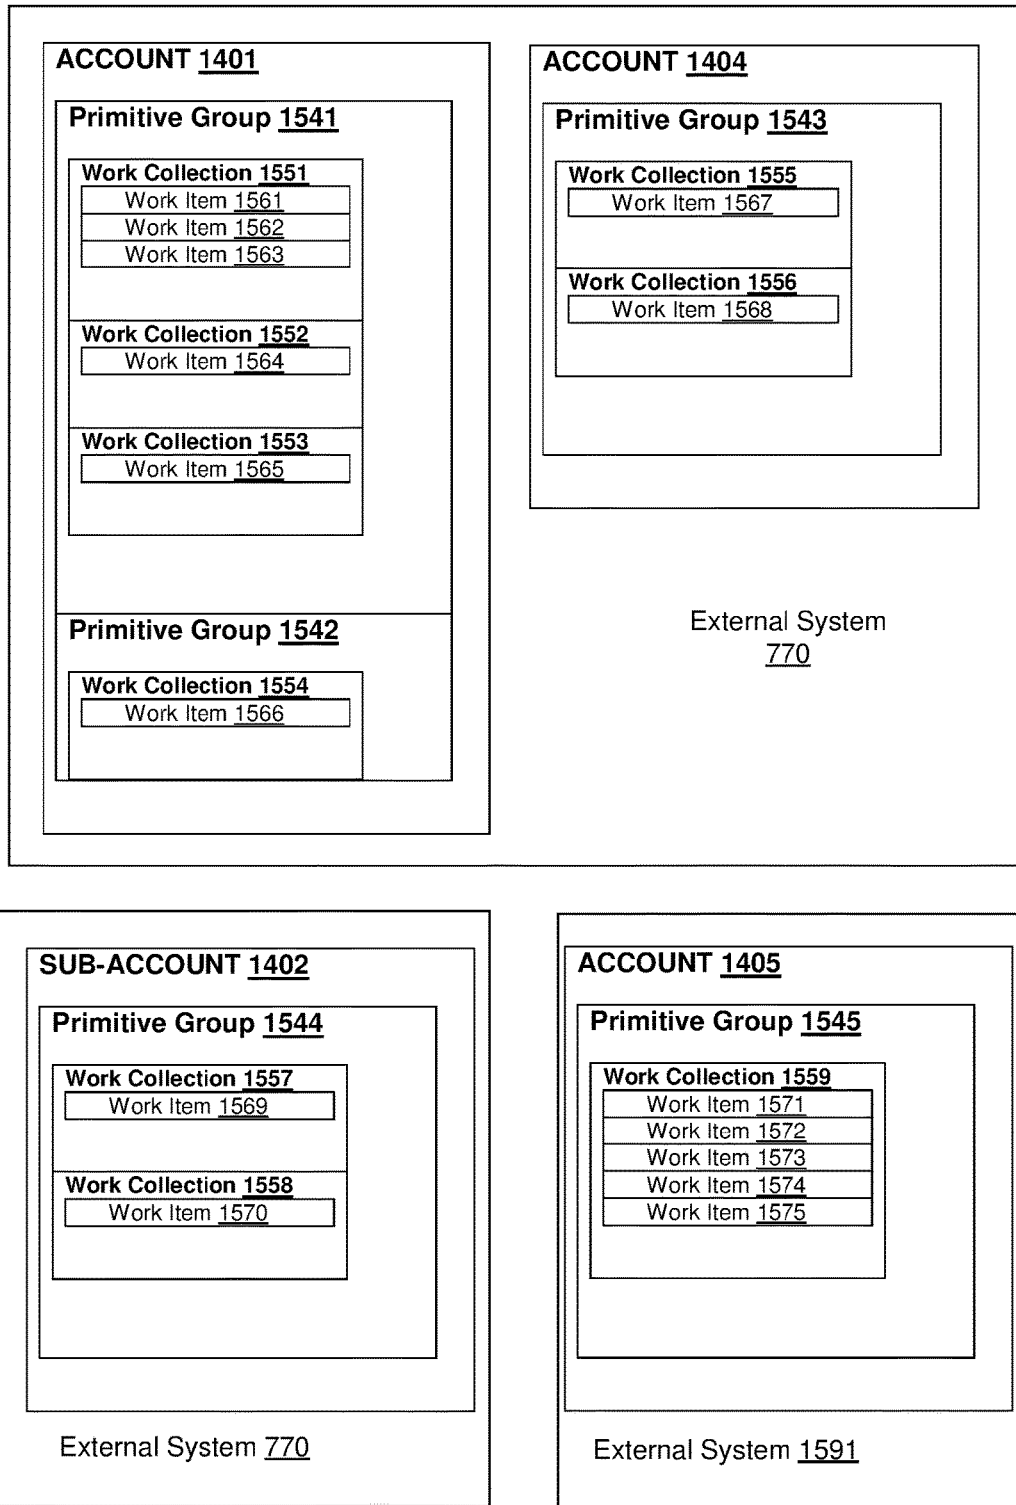 ACCOUNT 1401
Primitive Group 1541
Work Collection 1551
Work Item 1561
Work Item 1562
Work Item 1563
Work Collection 1552
Work Item 1564
Work Collection 1553
Work Item 1565
Primitive Group 1542
Work Collection 1554
Work Item 1566
ACCOUNT 1404
Primitive Group 1543
Work Collection 1555
Work Item 1567
Work Collection 1556
Work Item 1568
External System
770
SUB-ACCOUNT 1402
Primitive Group 1544
Work Collection 1557
Work Item 1569
Work Collection 1558
Work Item 1570
External System 770
ACCOUNT 1405
Primitive Group 1545
Work Collection 1559
Work Item 1571
Work Item 1572
Work Item 1573
Work Item 1574
Work Item 1575
External System 1591